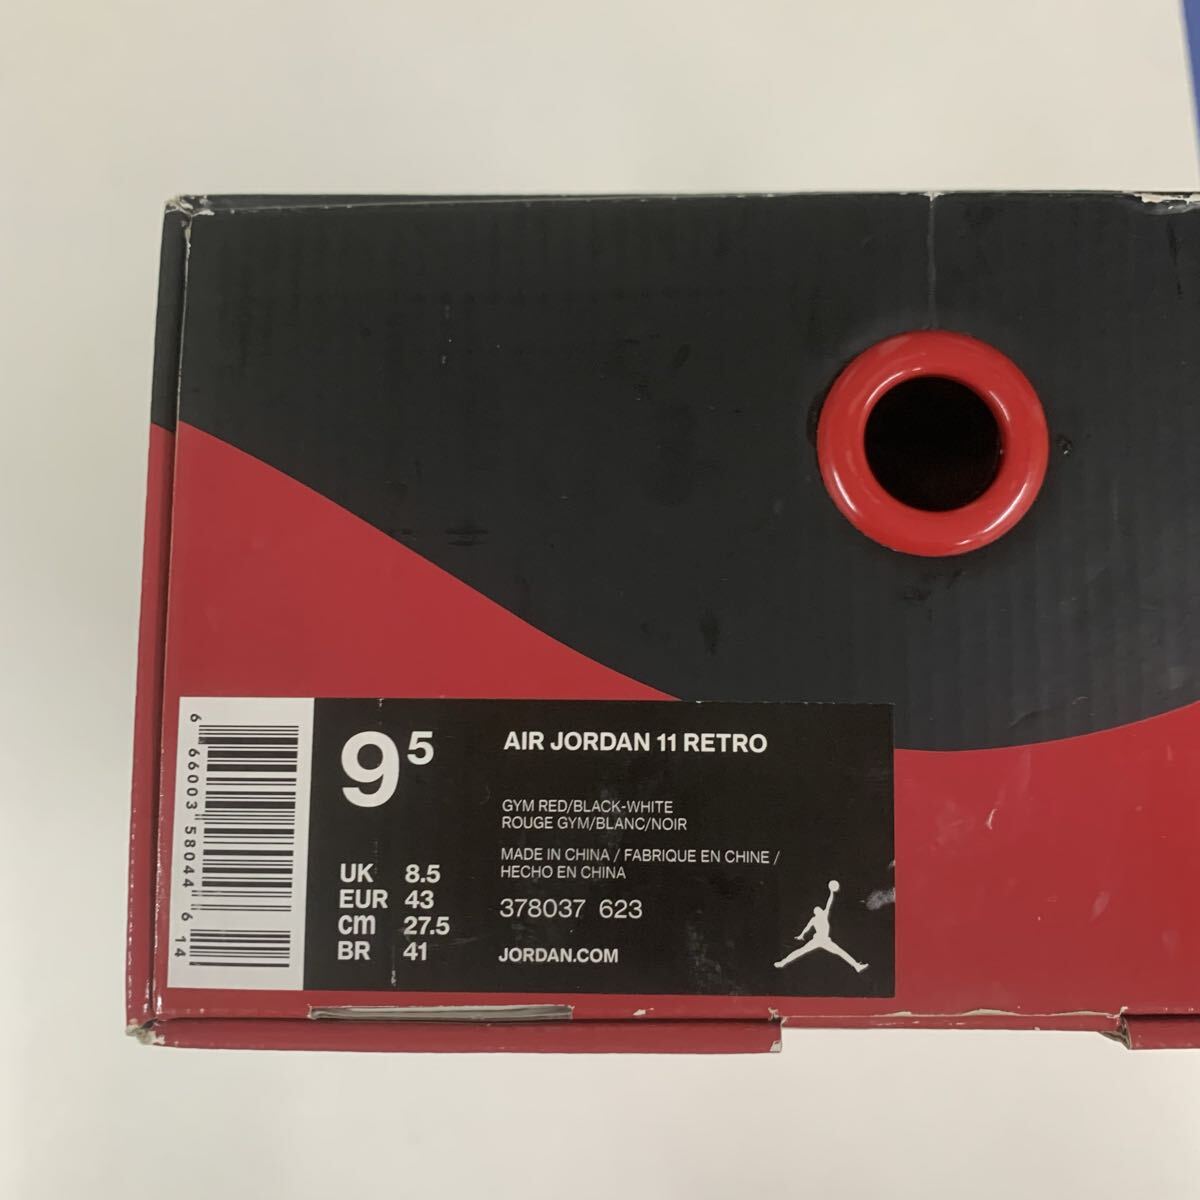 6 66003 58044 6 14
9 5
AIR JORDAN 11 RETRO
GYM RED/BLACK-WHITE
ROUGE GYM/BLANC/NOIR
MADE IN CHINA / FABRIQUE EN CHINE /
HECHO EN CHINA
UK 8.5
EUR 43
cm 27.5
BR 41
378037 623
JORDAN.COM